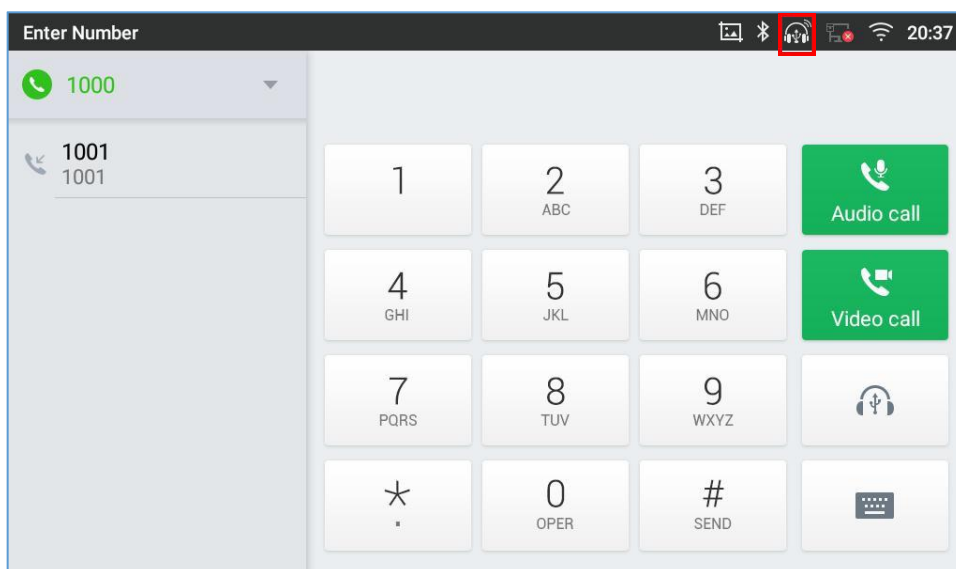 Enter Number
20:37
1000
1001
1001
1
2
ABC
3
DEF
Audio call
4
GHI
5
JKL
6
MNO
Video call
7
PQRS
8
TUV
9
WXYZ
*
.
0
OPER
#
SEND